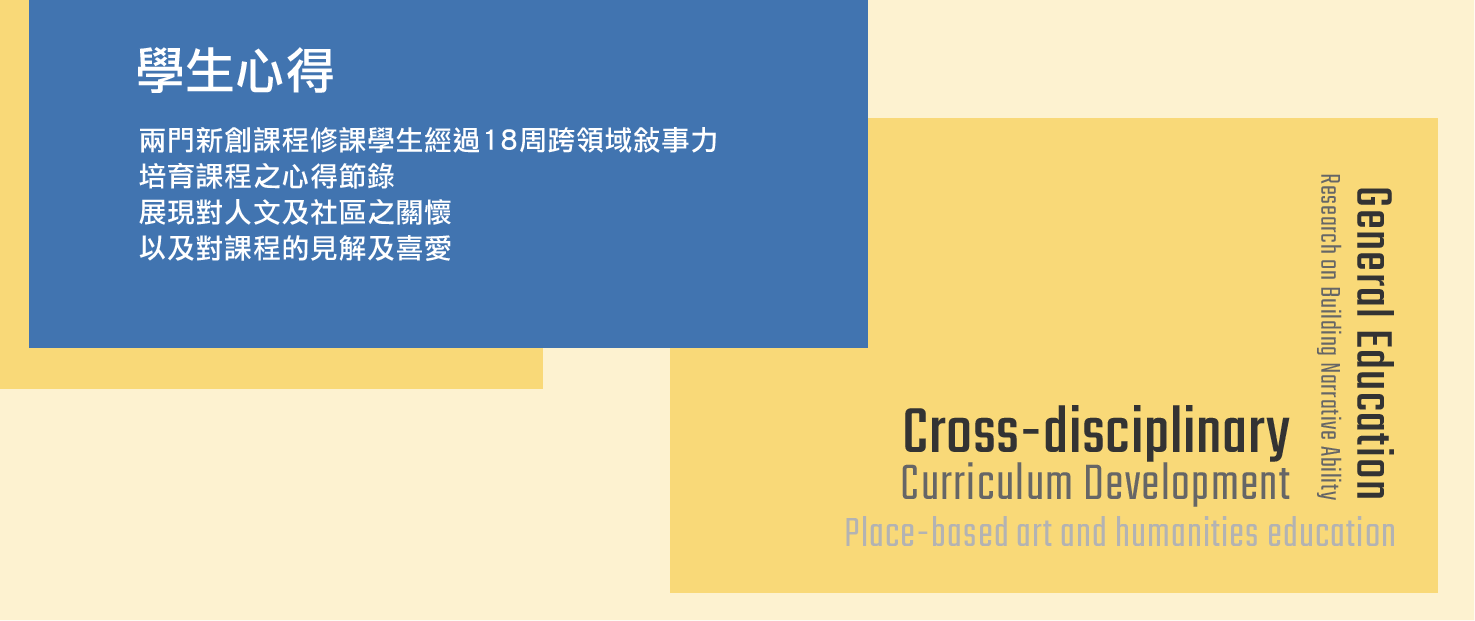 學生心得
兩門新創課程修課學生經過18周跨領域敍事力
培育課程之心得節錄
展現對人文及社區之關懷
以及對課程的見解及喜愛
General Education
Research on Building Narrative Ability
Cross-disciplinary
Curriculum Development
Place-based art and humanities education